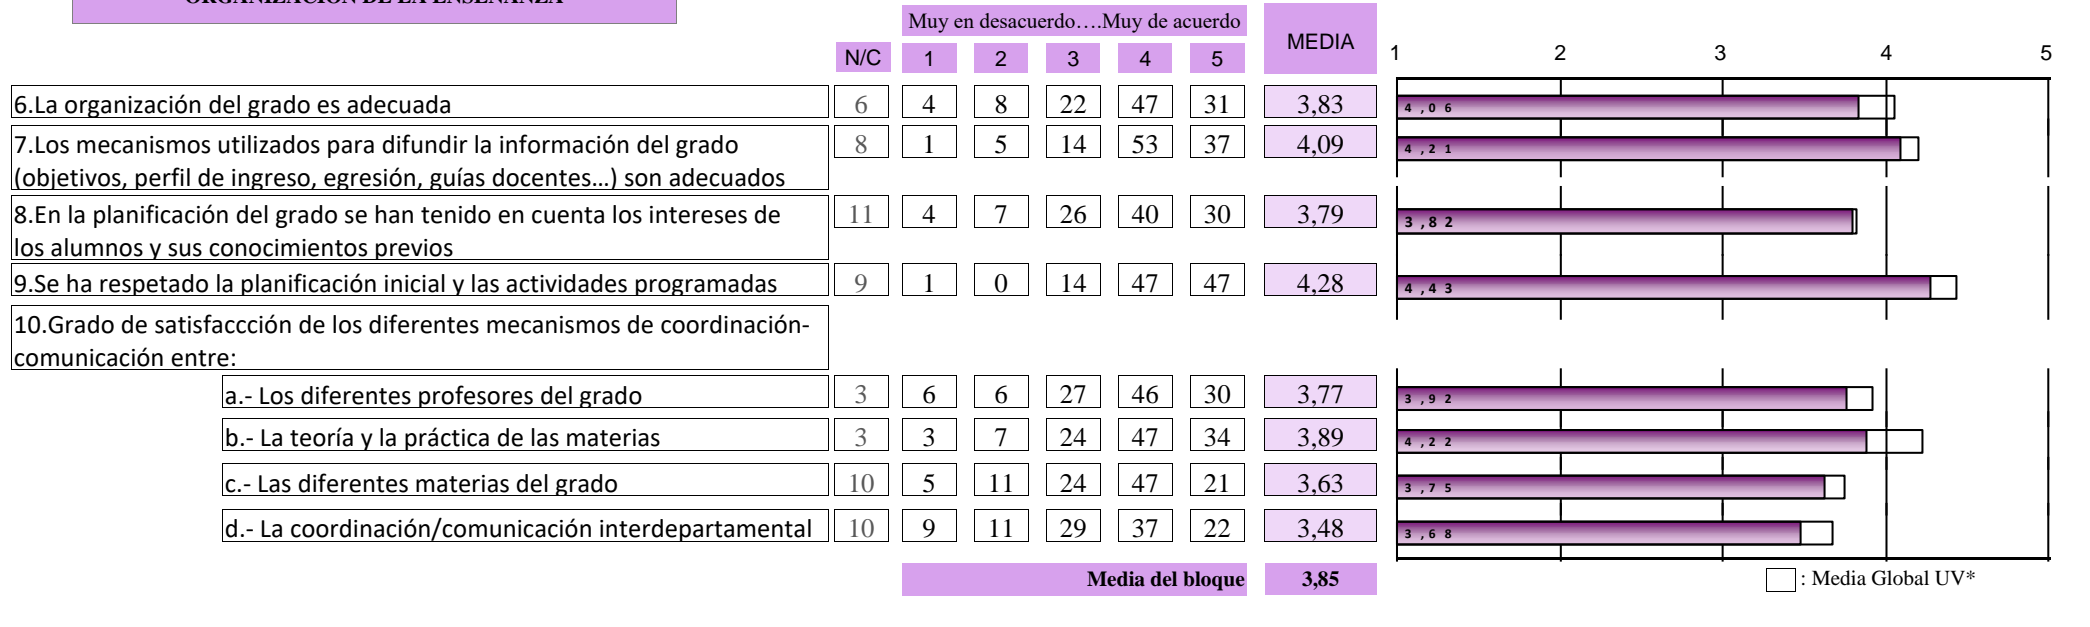 ORGANIZACIÓN DE LA ENSEÑANZA
Muy en desacuerdo….Muy de acuerdo
MEDIA
N/C 1 2 3 4 5
1 2 3 4 5
6.La organización del grado es adecuada 6 4 8 22 47 31 3,83 4,06
7.Los mecanismos utilizados para difundir la información del grado 8 1 5 14 53 37 4,09 4,21
(objetivos, perfil de ingreso, egresión, guías docentes…) son adecuados
8.En la planificación del grado se han tenido en cuenta los intereses de 11 4 7 26 40 30 3,79 3,82
los alumnos y sus conocimientos previos
9.Se ha respetado la planificación inicial y las actividades programadas 9 1 0 14 47 47 4,28 4,43
10.Grado de satisfaccción de los diferentes mecanismos de coordinación-
comunicación entre:
a.- Los diferentes profesores del grado 3 6 6 27 46 30 3,77 3,92
b.- La teoría y la práctica de las materias 3 3 7 24 47 34 3,89 4,22
c.- Las diferentes materias del grado 10 5 11 24 47 21 3,63 3,75
d.- La coordinación/comunicación interdepartamental 10 9 11 29 37 22 3,48 3,68
Media del bloque 3,85
: Media Global UV*